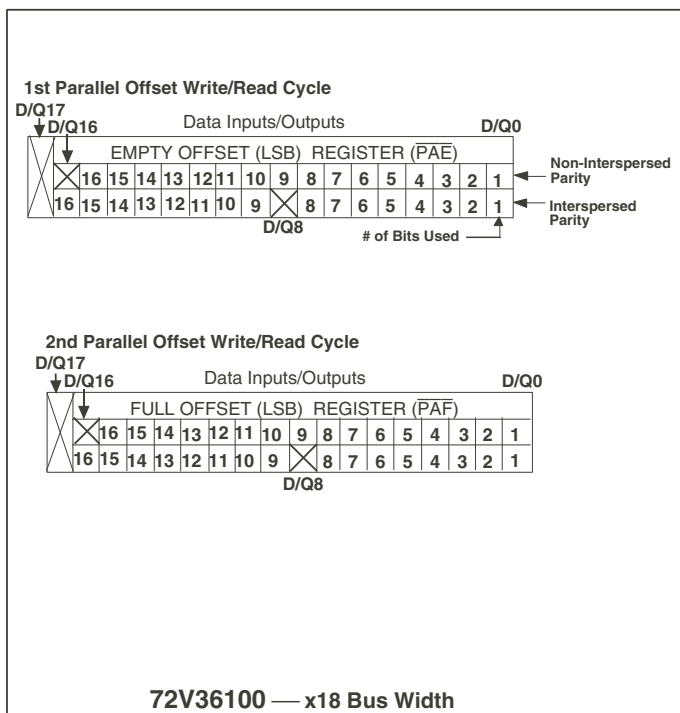 1st Parallel Offset Write/Read Cycle
D/Q17
D/Q16 Data Inputs/Outputs D/Q0
EMPTY OFFSET (LSB) REGISTER (PAE)
16 15 14 13 12 11 10 9 8 7 6 5 4 3 2 1 Non-Interspersed Parity
16 15 14 13 12 11 10 9 8 7 6 5 4 3 2 1 Interspersed Parity
D/Q8
# of Bits Used
2nd Parallel Offset Write/Read Cycle
D/Q17
D/Q16 Data Inputs/Outputs D/Q0
FULL OFFSET (LSB) REGISTER (PAF)
16 15 14 13 12 11 10 9 8 7 6 5 4 3 2 1
16 15 14 13 12 11 10 9 8 7 6 5 4 3 2 1
D/Q8
72V36100 — x18 Bus Width